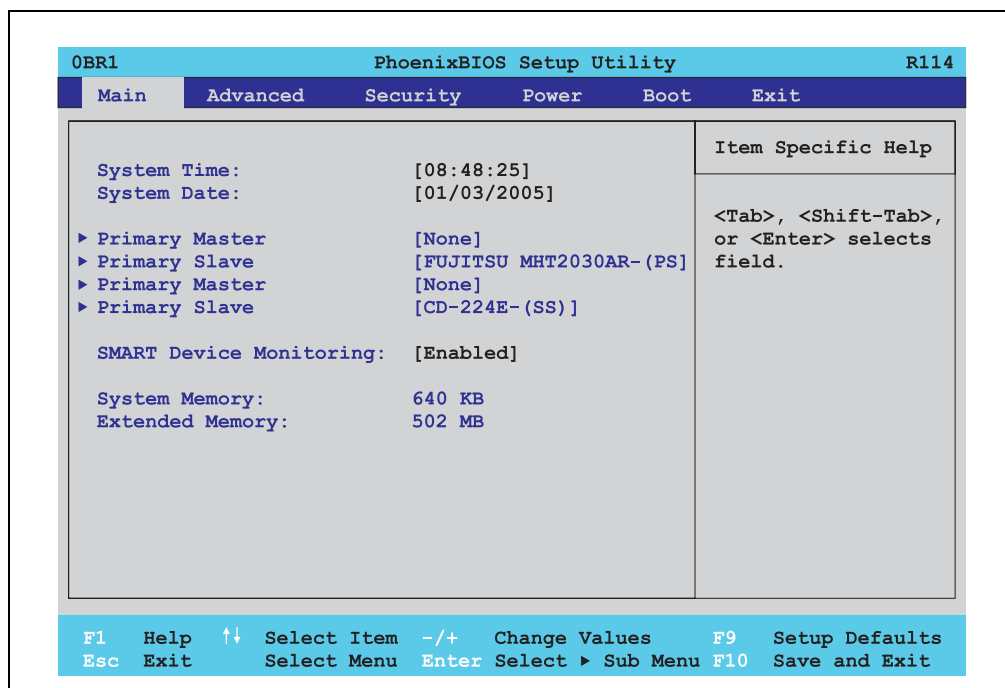 0BR1 PhoenixBIOS Setup Utility R114
Main Advanced Security Power Boot Exit
Item Specific Help
System Time: [08:48:25]
System Date: [01/03/2005]
<Tab>, <Shift-Tab>,
or <Enter> selects
field.
▶ Primary Master [None]
▶ Primary Slave [FUJITSU MHT2030AR-(PS]
▶ Primary Master [None]
▶ Primary Slave [CD-224E-(SS)]
SMART Device Monitoring: [Enabled]
System Memory: 640 KB
Extended Memory: 502 MB
F1 Help ↑↓ Select Item -/+ Change Values F9 Setup Defaults
Esc Exit Select Menu Enter Select ▶ Sub Menu F10 Save and Exit